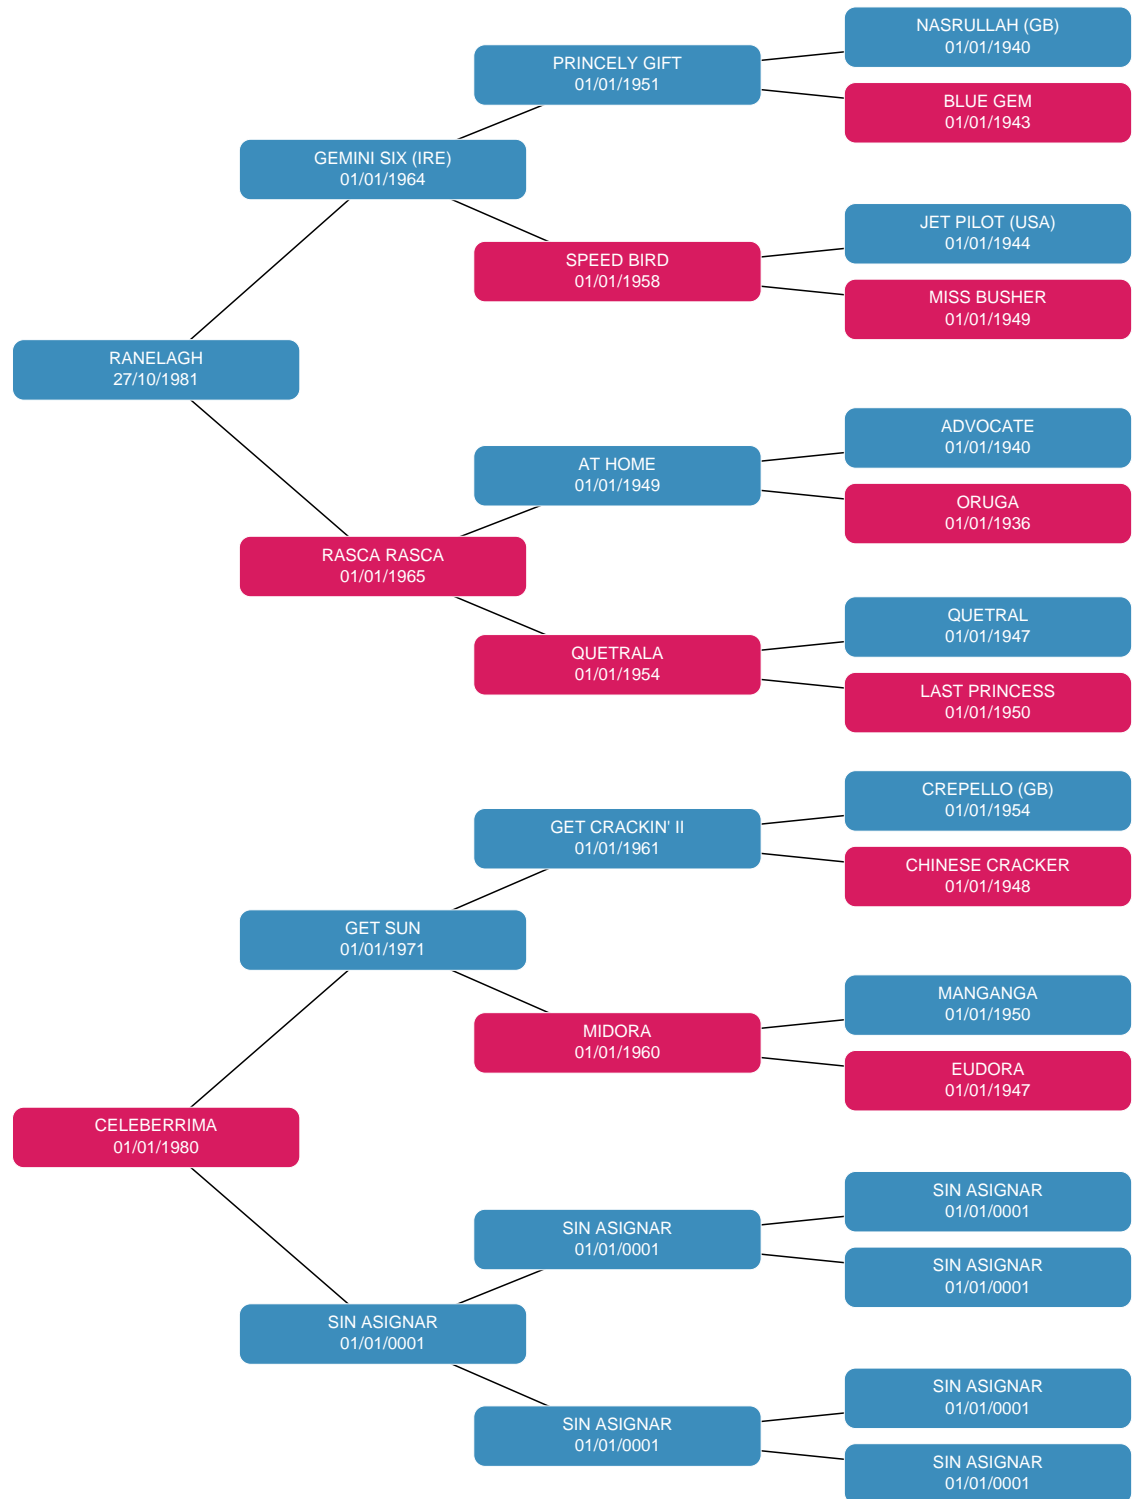 NASRULLAH (GB)
01/01/1940
PRINCELY GIFT
01/01/1951
BLUE GEM
01/01/1943
GEMINI SIX (IRE)
01/01/1964
JET PILOT (USA)
01/01/1944
SPEED BIRD
01/01/1958
MISS BUSHER
01/01/1949
RANELAGH
27/10/1981
ADVOCATE
01/01/1940
AT HOME
01/01/1949
ORUGA
01/01/1936
RASCA RASCA
01/01/1965
QUETRAL
01/01/1947
QUETRALA
01/01/1954
LAST PRINCESS
01/01/1950
CREPELLO (GB)
01/01/1954
GET CRACKIN' II
01/01/1961
CHINESE CRACKER
01/01/1948
GET SUN
01/01/1971
MANGANGA
01/01/1950
MIDORA
01/01/1960
EUDORA
01/01/1947
CELEBERRIMA
01/01/1980
SIN ASIGNAR
01/01/0001
SIN ASIGNAR
01/01/0001
SIN ASIGNAR
01/01/0001
SIN ASIGNAR
01/01/0001
SIN ASIGNAR
01/01/0001
SIN ASIGNAR
01/01/0001
SIN ASIGNAR
01/01/0001